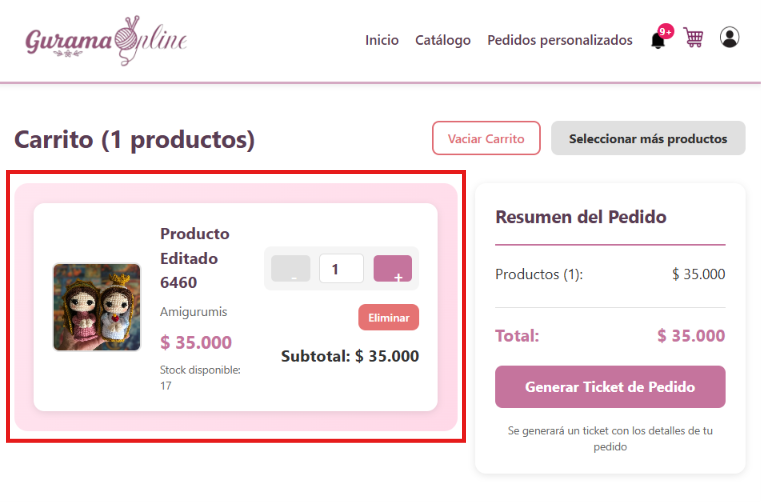 Gurama Online
Inicio Catálogo Pedidos personalizados 9+
Carrito (1 productos)
Vaciar Carrito
Seleccionar más productos
Producto
Editado
6460
Amigurumis
$ 35.000
Stock disponible:
17
- 1 +
Eliminar
Subtotal: $ 35.000
Resumen del Pedido
Productos (1): $ 35.000
Total: $ 35.000
Generar Ticket de Pedido
Se generará un ticket con los detalles de tu
pedido